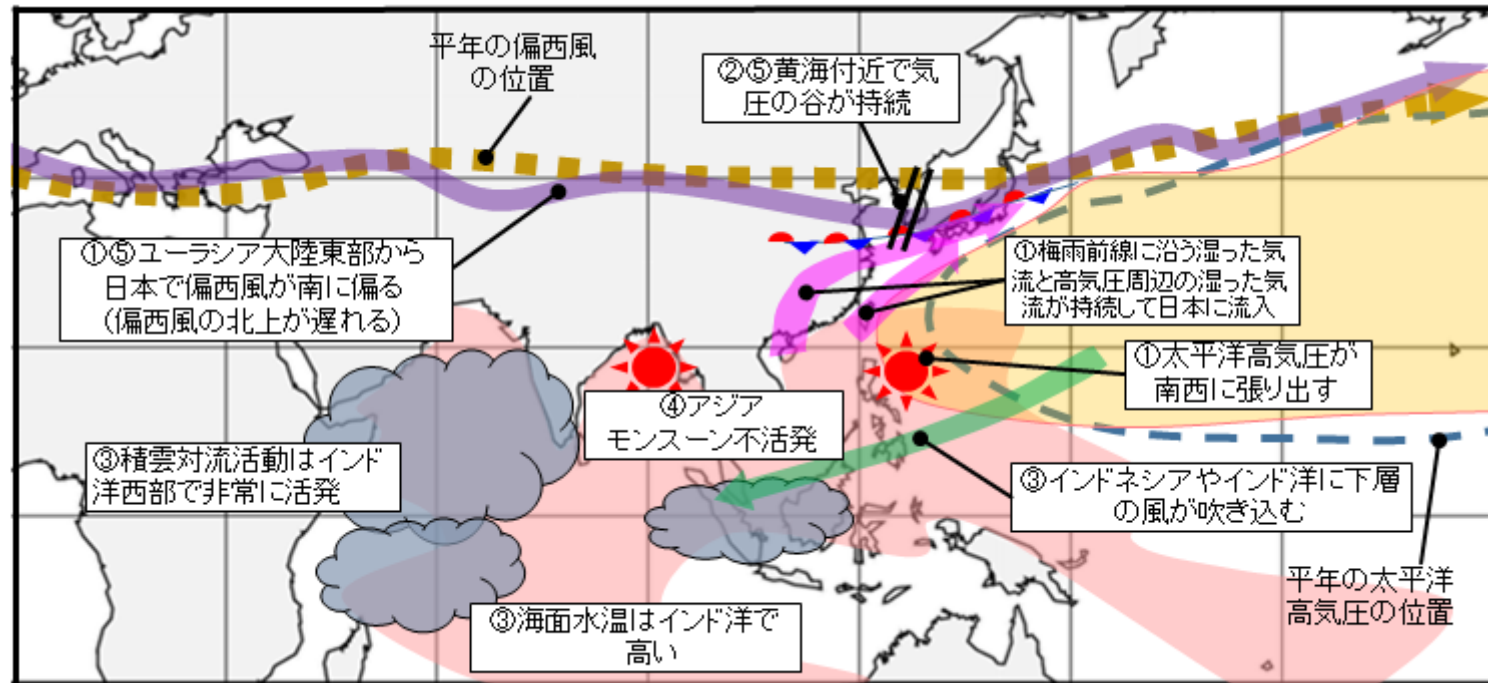 平年の偏西風
の位置
②⑤黄海付近で気
圧の谷が持続
①⑤ユーラシア大陸東部から
日本で偏西風が南に偏る
(偏西風の北上が遅れる)
①梅雨前線に沿う湿った気
流と高気圧周辺の湿った気
流が持続して日本に流入
①太平洋高気圧が
南西に張り出す
④アジア
モンスーン不活発
③積雲対流活動はインド
洋西部で非常に活発
③インドネシアやインド洋に下層
の風が吹き込む
平年の太平洋
高気圧の位置
③海面水温はインド洋で
高い